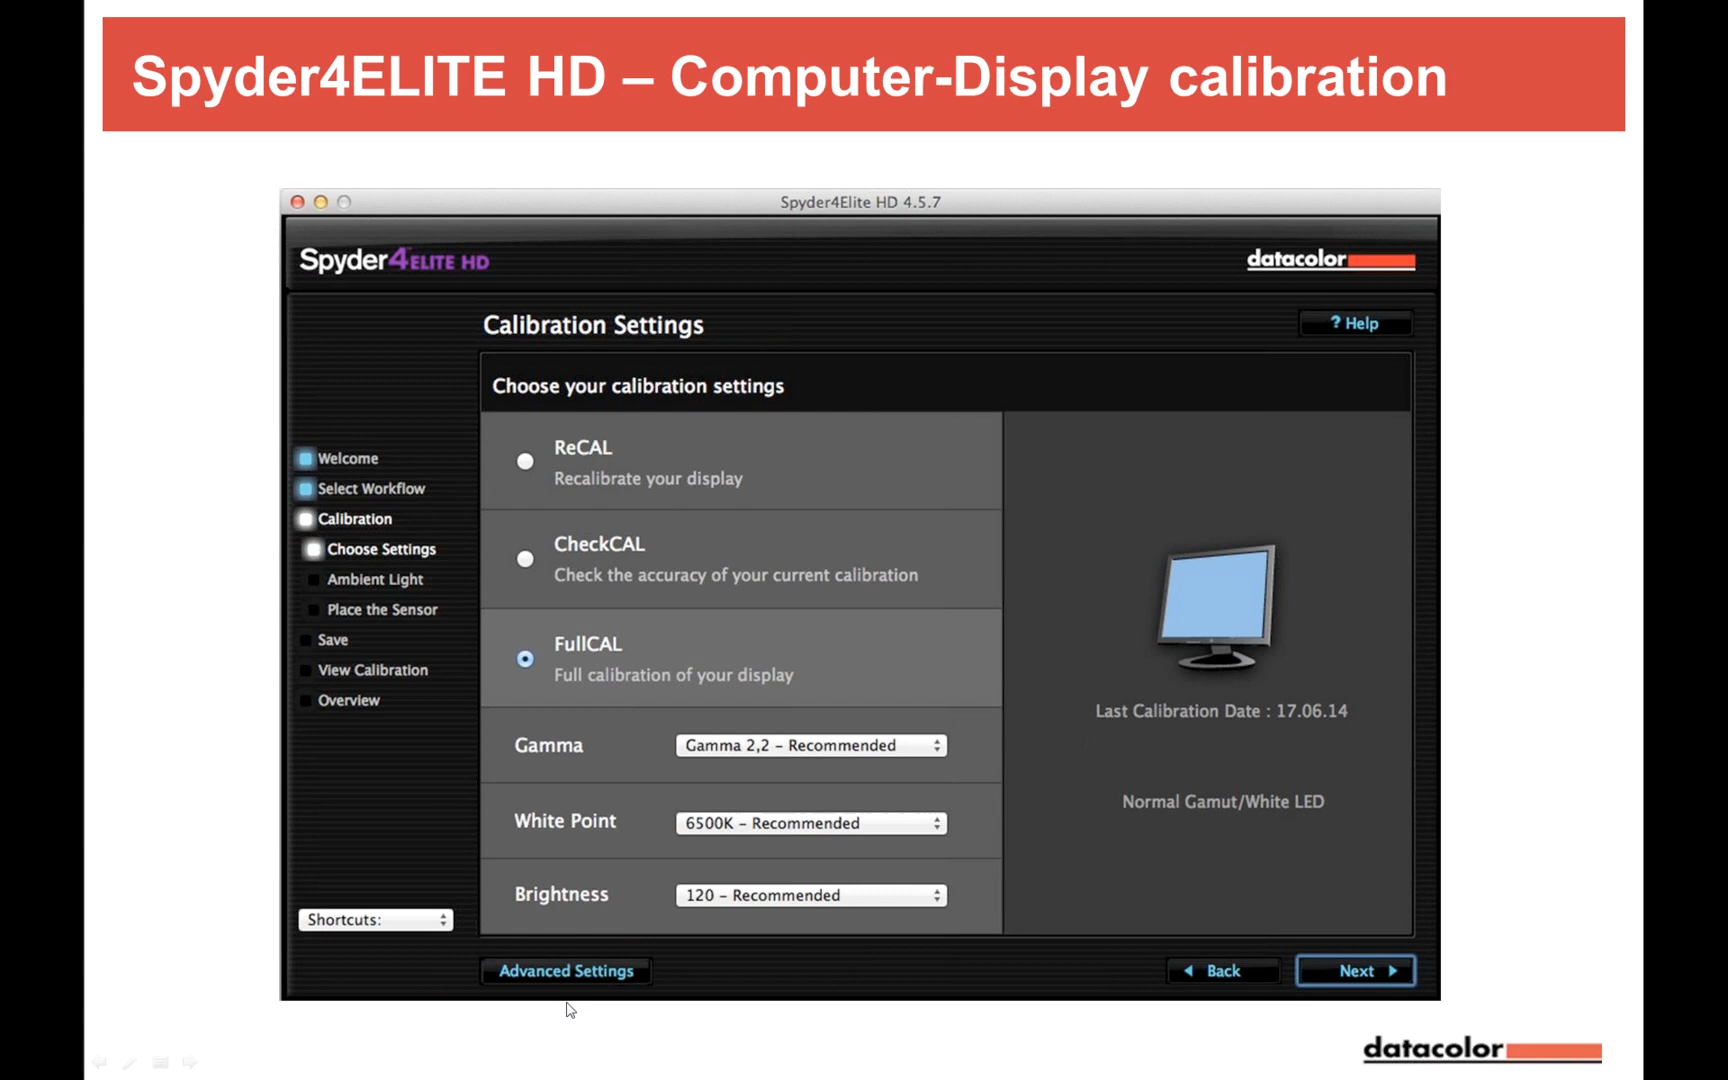 Spyder4ELITE HD – Computer-Display calibration
Spyder4Elite HD 4.5.7
Spyder4ELITE HD
datacolor
Calibration Settings
? Help
Choose your calibration settings
ReCAL
Recalibrate your display
CheckCAL
Check the accuracy of your current calibration
FullCAL
Full calibration of your display
Gamma
Gamma 2,2 – Recommended
White Point
6500K – Recommended
Brightness
120 – Recommended
Welcome
Select Workflow
Calibration
Choose Settings
Ambient Light
Place the Sensor
Save
View Calibration
Overview
Shortcuts:
Last Calibration Date : 17.06.14
Normal Gamut/White LED
Advanced Settings
Back
Next
datacolor